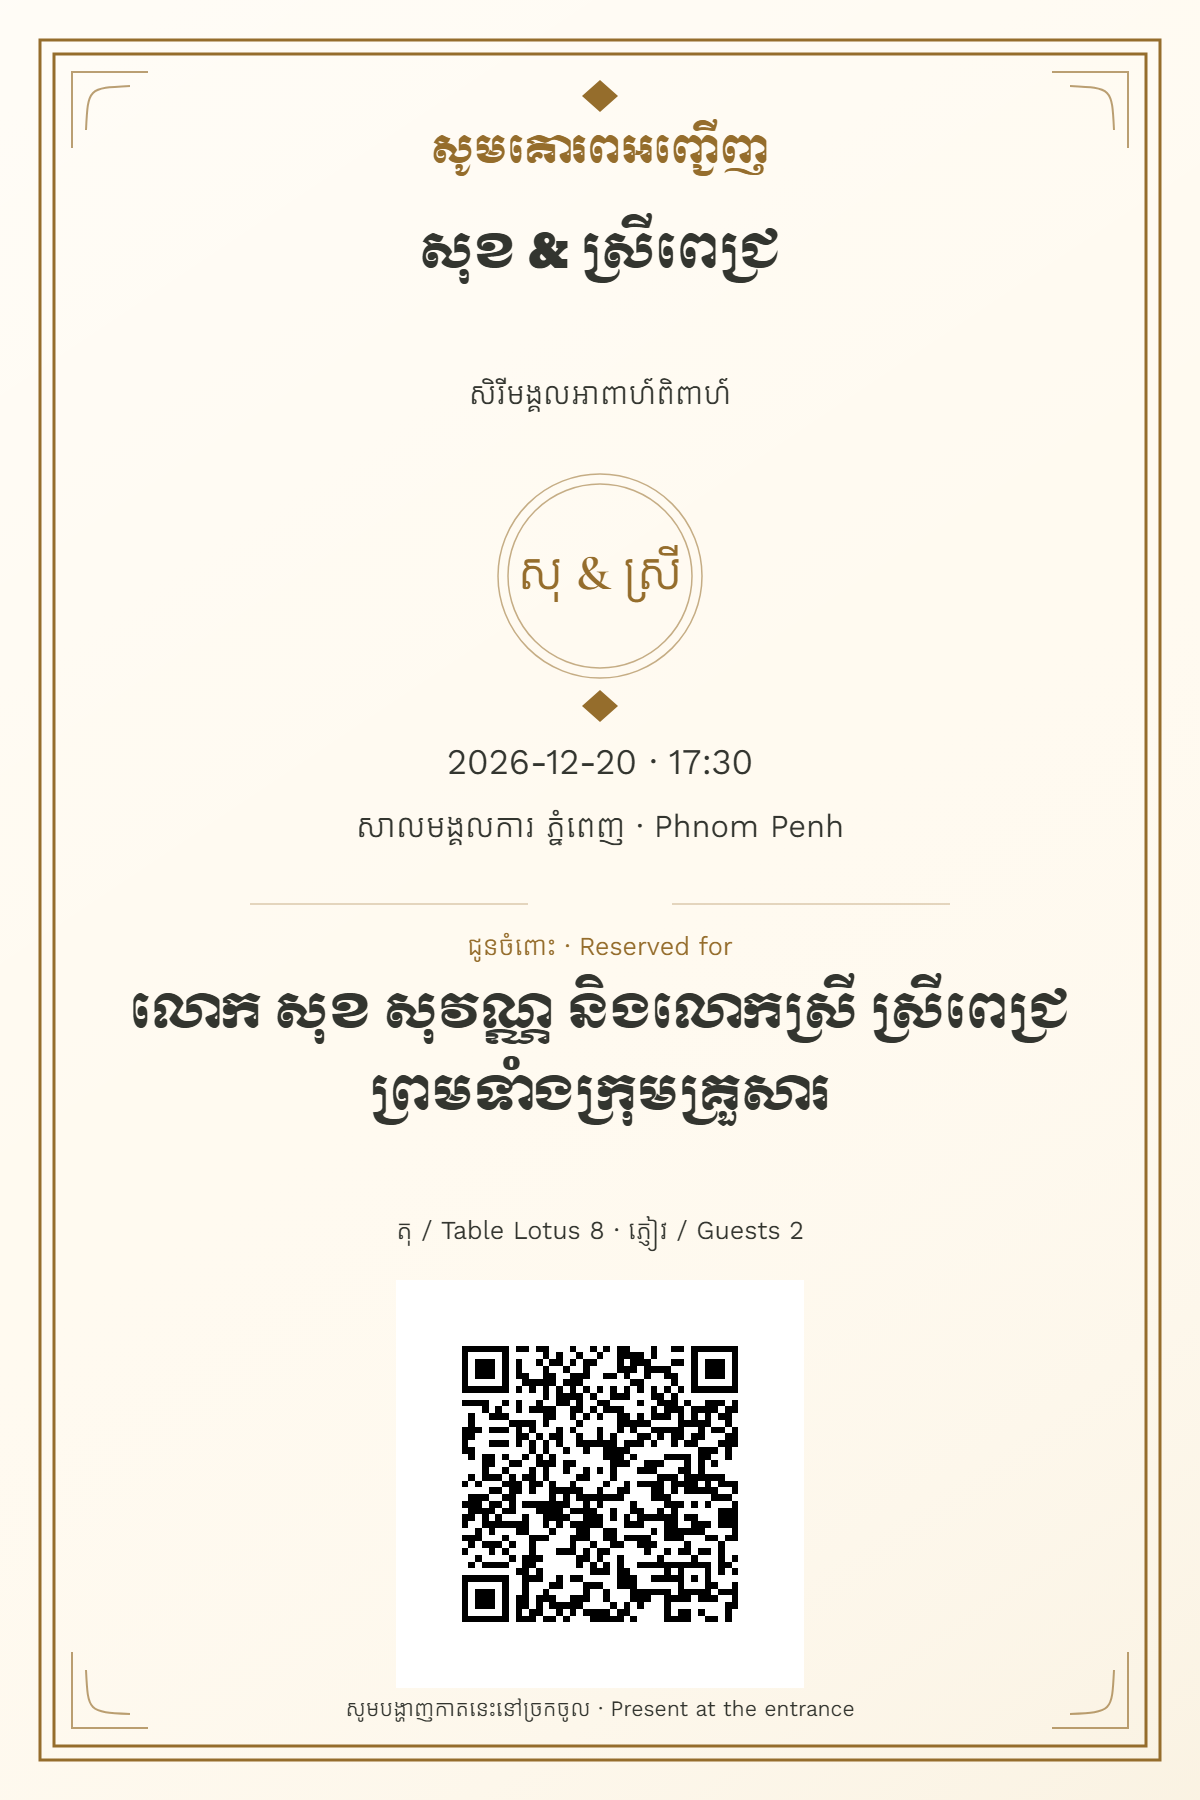 សូមគោរពអញ្ជើញ
សុខ & ស្រីពេជ្រ
សិរីមង្គលអាពាហ៍ពិពាហ៍
សុ & ស្រី
2026-12-20 · 17:30
សាលមង្គលការ ភ្នំពេញ · Phnom Penh
ជូនចំពោះ · Reserved for
លោក សុខ សុវណ្ណ និងលោកស្រី ស្រីពេជ្រ
ព្រមទាំងក្រុមគ្រួសារ
តុ / Table Lotus 8 · ភ្ញៀវ / Guests 2
សូមបង្ហាញកាតនេះនៅច្រកចូល · Present at the entrance